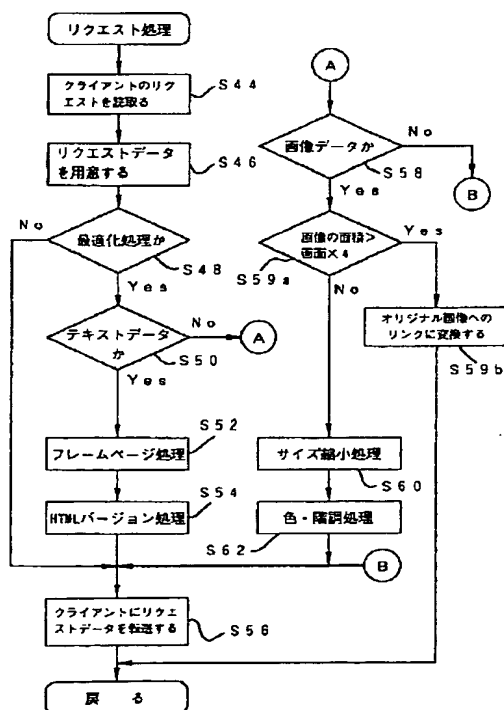 リクエスト処理
クライアントのリク
エストを読取る
S44
リクエストデータ
を用意する
S46
No
最適化処理か
S48
Yes
テキストデータ
か
No
A
S50
Yes
フレームページ処理
S52
HTMLバージョン処理
S54
クライアントにリクエ
ストデータを転送する
S56
戻る
A
画像データか
No
S58
B
Yes
画像の面積>
画面×4
Yes
S59a
No
オリジナル画像への
リンクに変換する
S59b
サイズ縮小処理
S60
色・階調処理
S62
B